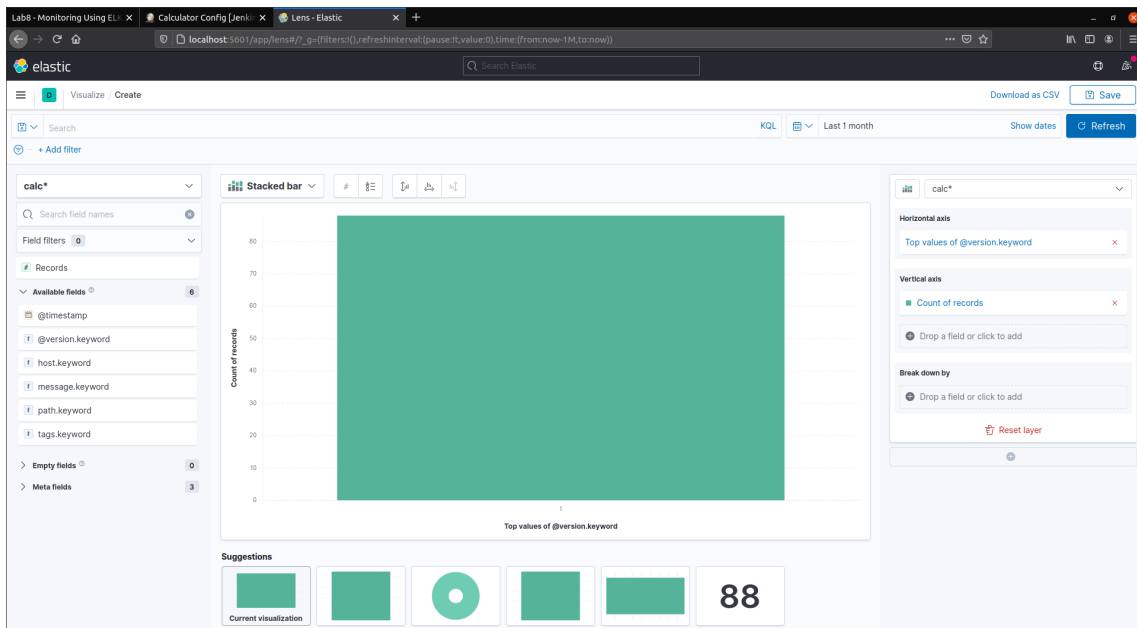 Lab8 - Monitoring Using ELK
Calculator Config [Jenkin
Lens - Elastic
localhost:5601/app/lens#/?_g=(filters:!(),refreshInterval:(pause:!t,value:0),time:(from:now-1M,to:now))
elastic
Search Elastic
D Visualize / Create
Download as CSV
Save
Search
KQL
Last 1 month
Show dates
Refresh
+ Add filter
calc*
Search field names
Field filters 0
# Records
Available fields 6
@timestamp
t @version.keyword
t host.keyword
t message.keyword
t path.keyword
t tags.keyword
Empty fields 0
Meta fields 3
Stacked bar
#
80
70
60
50
40
30
20
10
0
Count of records
1
Top values of @version.keyword
Suggestions
Current visualization
88
calc*
Horizontal axis
Top values of @version.keyword
Vertical axis
Count of records
Drop a field or click to add
Break down by
Drop a field or click to add
Reset layer